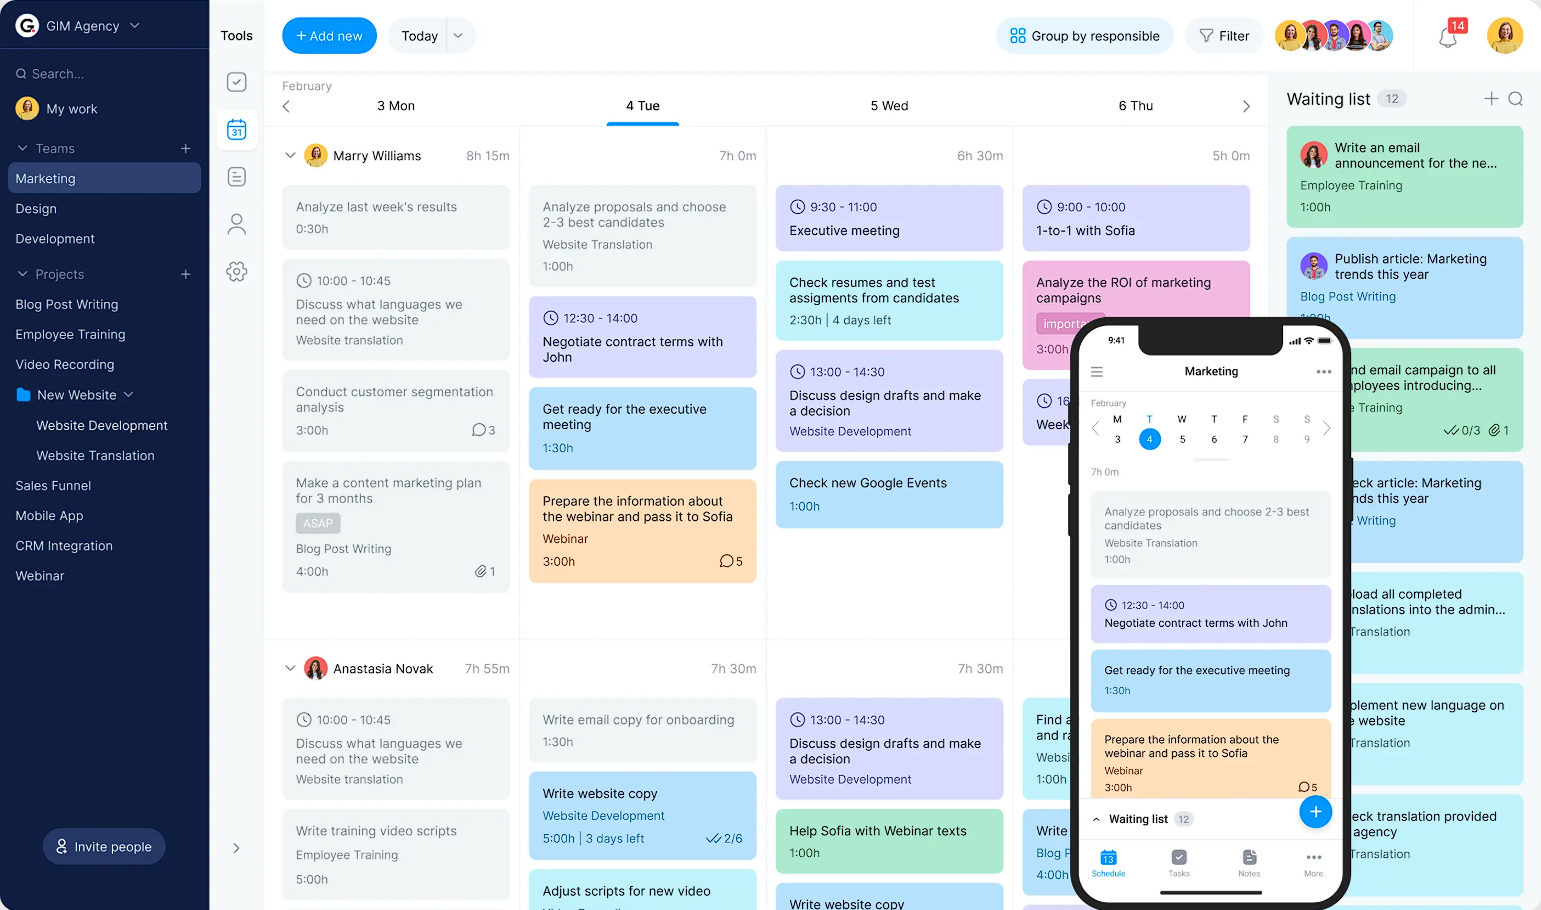 GIM Agency
Search...
My work
Teams
Marketing
Design
Development
Projects
Blog Post Writing
Employee Training
Video Recording
New Website
Website Development
Website Translation
Sales Funnel
Mobile App
CRM Integration
Webinar
Invite people
Tools
31
+ Add new
Today
Group by responsible
Filter
14
February
3 Mon
4 Tue
5 Wed
6 Thu
Marry Williams
8h 15m
7h 0m
6h 30m
5h 0m
Analyze last week's results
0:30h
10:00 - 10:45
Discuss what languages we
need on the website
Website translation
Conduct customer segmentation
analysis
3:00h
3
Make a content marketing plan
for 3 months
ASAP
Blog Post Writing
4:00h
1
Analyze proposals and choose
2-3 best candidates
Website Translation
1:00h
12:30 - 14:00
Negotiate contract terms with
John
Get ready for the executive
meeting
1:30h
Prepare the information about
the webinar and pass it to Sofia
Webinar
3:00h
5
9:30 - 11:00
Executive meeting
Check resumes and test
assigments from candidates
2:30h | 4 days left
13:00 - 14:30
Discuss design drafts and make
a decision
Website Development
Check new Google Events
1:00h
9:00 - 10:00
1-to-1 with Sofia
Analyze the ROI of marketing
campaigns
importa
3:00h
16
Week
Anastasia Novak
7h 55m
7h 30m
7h 30m
10:00 - 10:45
Discuss what languages we
need on the website
Website translation
Write training video scripts
Employee Training
5:00h
Write email copy for onboarding
1:30h
Write website copy
Website Development
5:00h | 3 days left
2/6
Adjust scripts for new video
13:00 - 14:30
Discuss design drafts and make
a decision
Website Development
Help Sofia with Webinar texts
1:00h
Write website copy
Find a
and ra
Websi
1:00h
Write
Blog P
4:00h
Waiting list
12
Write an email
announcement for the ne...
Employee Training
1:00h
Publish article: Marketing
trends this year
Blog Post Writing
nd email campaign to all
ployees introducing...
e Training
0/3
1
eck article: Marketing
nds this year
Writing
load all completed
nslations into the admin...
Translation
plement new language on
e website
Translation
eck translation provided
agency
Translation
9:41
Marketing
February
M T W T F S S
3 4 5 6 7 8 9
7h 0m
Analyze proposals and choose 2-3 best
candidates
Website Translation
1:00h
12:30 - 14:00
Negotiate contract terms with John
Get ready for the executive meeting
1:30h
Prepare the information about the
webinar and pass it to Sofia
Webinar
3:00h
5
Waiting list
12
13
Schedule
Tasks
Notes
More